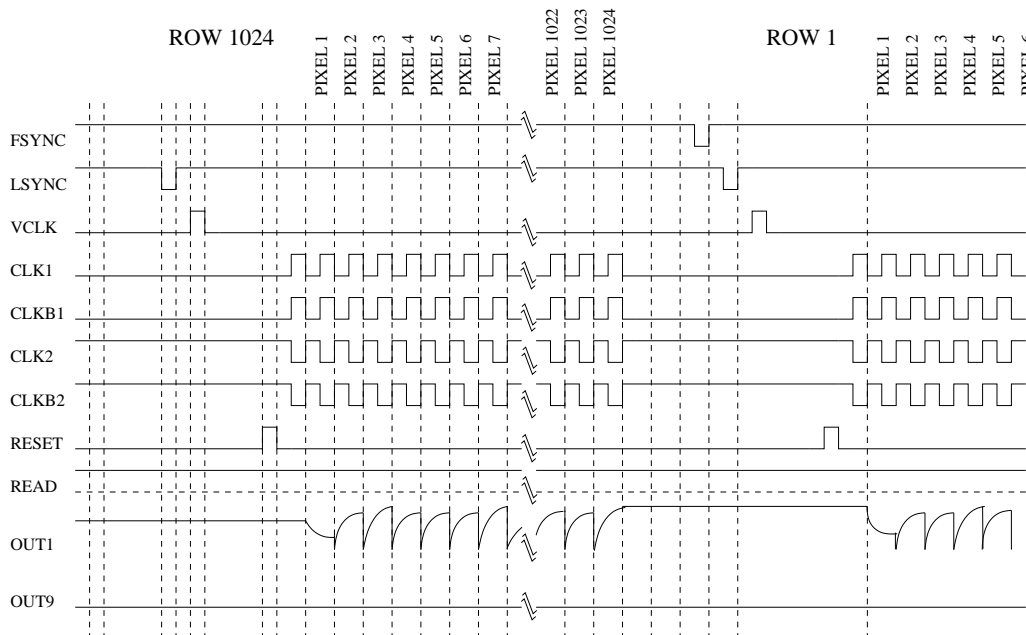 ROW 1024
PIXEL 1
PIXEL 2
PIXEL 3
PIXEL 4
PIXEL 5
PIXEL 6
PIXEL 7
PIXEL 1022
PIXEL 1023
PIXEL 1024
ROW 1
PIXEL 1
PIXEL 2
PIXEL 3
PIXEL 4
PIXEL 5
PIXEL 6
FSYNC
LSYNC
VCLK
CLK1
CLKB1
CLK2
CLKB2
RESET
READ
OUT1
OUT9